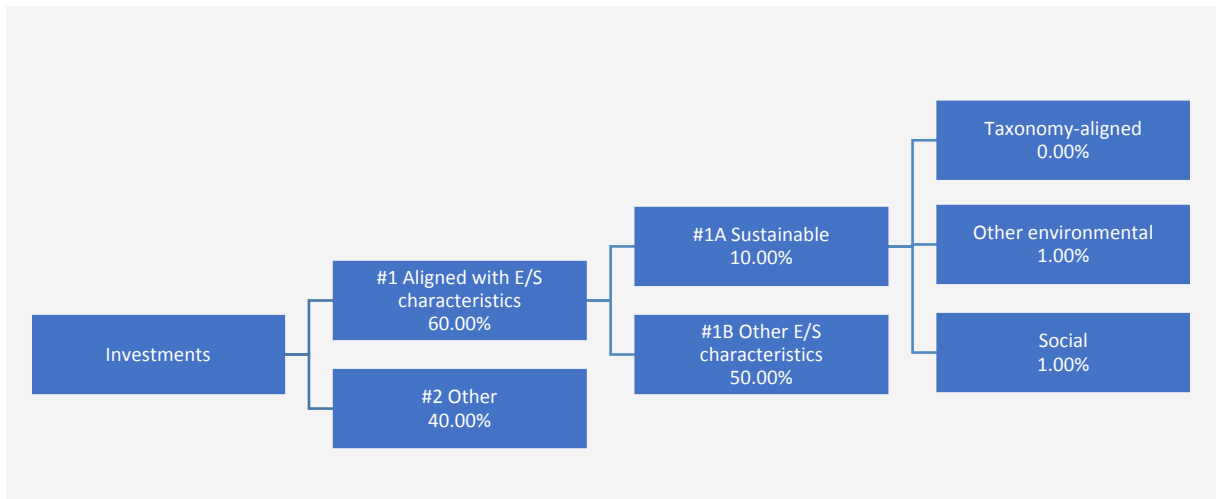 Investments
#1 Aligned with E/S
characteristics
60.00%
#2 Other
40.00%
#1A Sustainable
10.00%
#1B Other E/S
characteristics
50.00%
Taxonomy-aligned
0.00%
Other environmental
1.00%
Social
1.00%